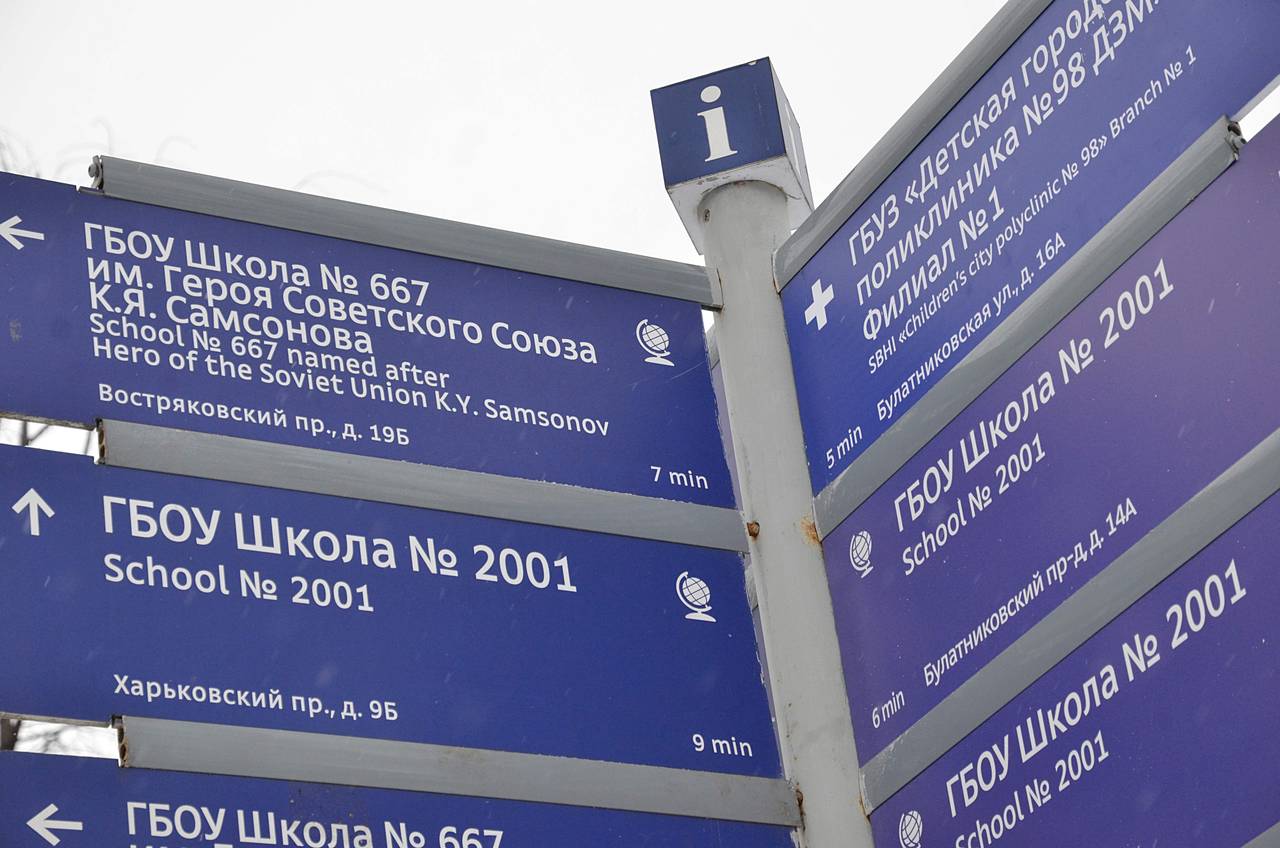 i
ГБОУ Школа № 667
им. Героя Советского Союза
К.Я. Самсонова
School № 667 named after
Hero of the Soviet Union K.Y. Samsonov
Востряковский пр., д. 19Б
7 min
ГБОУ Школа № 2001
School № 2001
Харьковский пр., д. 9Б
9 min
ГБОУ Школа № 667
ГБУЗ «Детская
поликлиника №98 ДЗМ
Филиал №1
SBHI «Children's city polyclinic № 98» Branch № 1
Булатниковская ул., д. 16А
5 min
ГБОУ Школа № 2001
School № 2001
Булатниковский пр-д, д. 14А
6 min
ГБОУ Школа № 2001
School № 2001